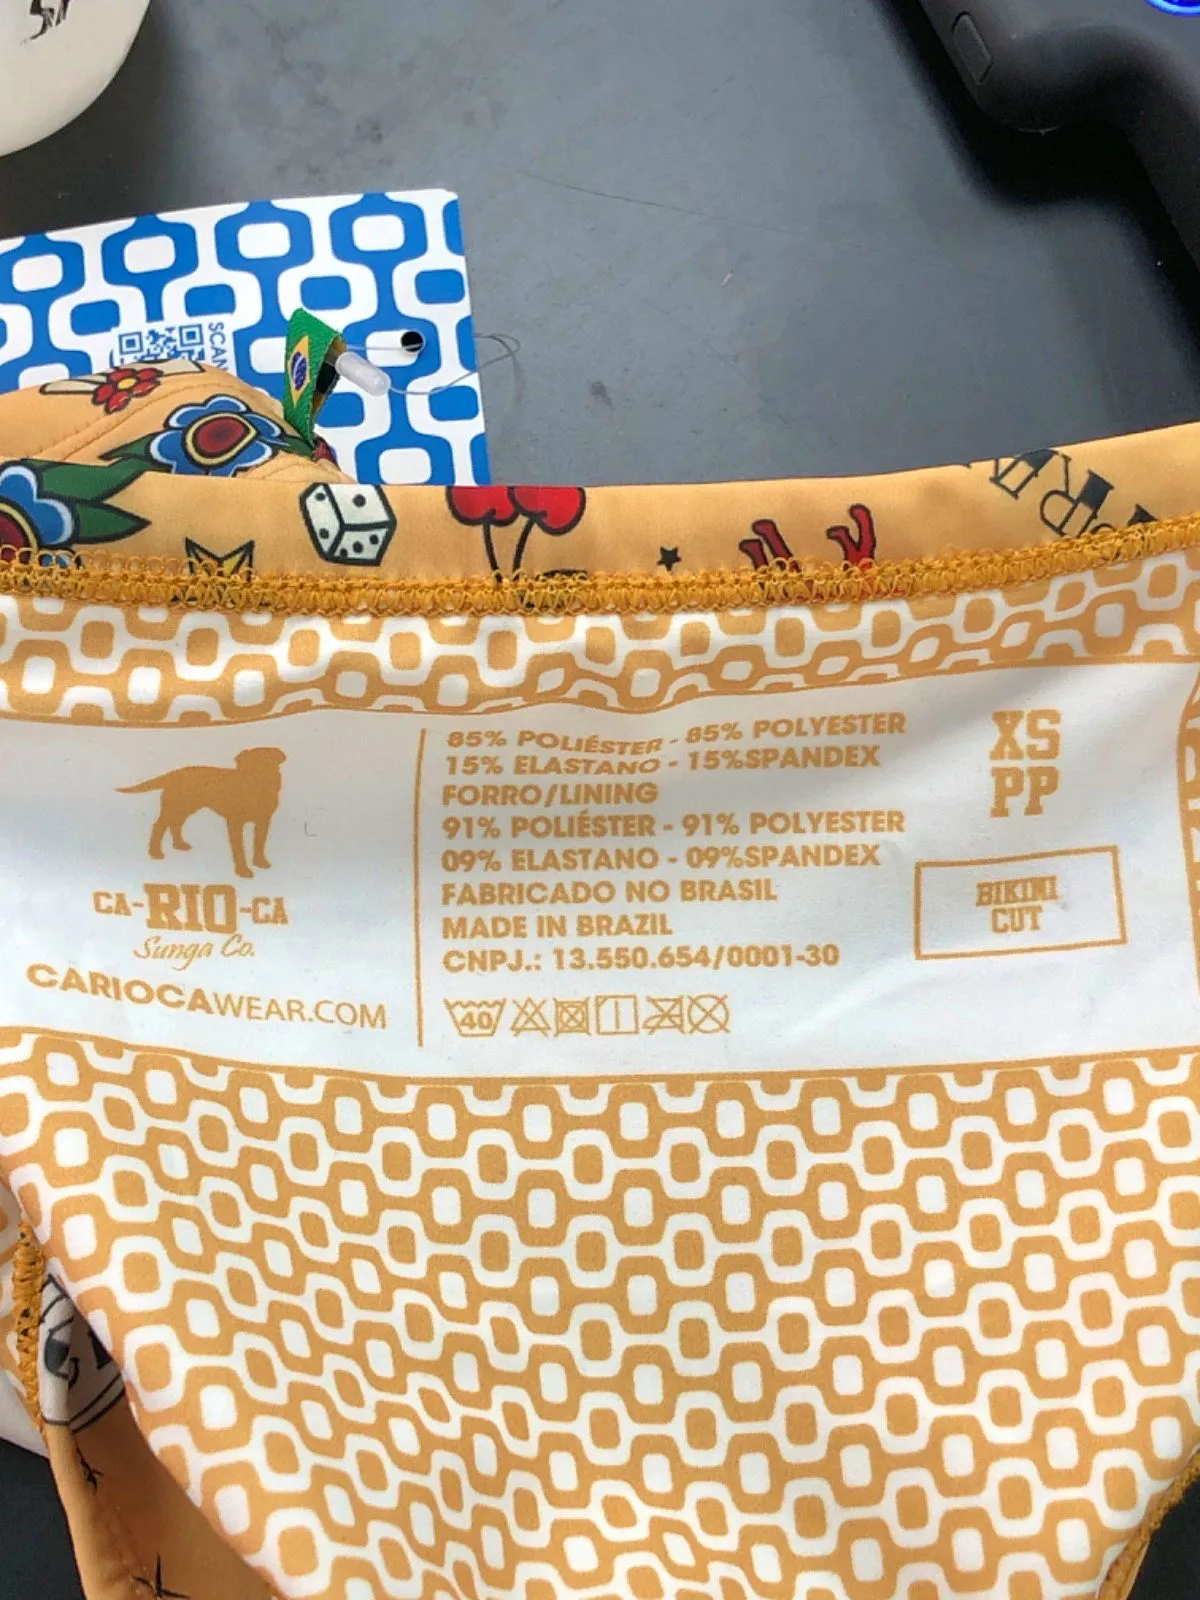 SCAN
85% POLIÉSTER - 85% POLYESTER
15% ELASTANO - 15%SPANDEX
FORRO/LINING
91% POLIÉSTER - 91% POLYESTER
09% ELASTANO - 09%SPANDEX
FABRICADO NO BRASIL
MADE IN BRAZIL
CNPJ.: 13.550.654/0001-30
40
CA-RIO-CA
Sunga Co.
CARIOCAWEAR.COM
XS
PP
BIKINI
CUT